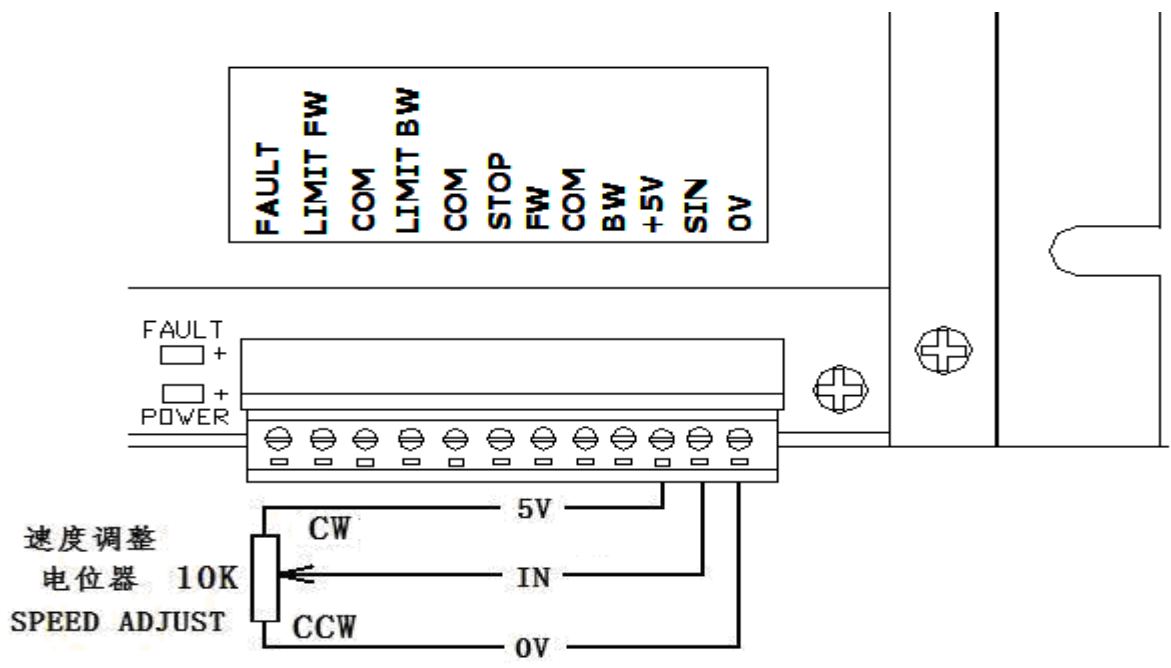 FAULT
LIMIT FW
COM
LIMIT BW
COM
STOP
FW
COM
BW
+5V
SIN
0V
FAULT
+
+
POWER
5V
CW
速度调整
电位器 10K
IN
SPEED ADJUST
CCW
0V